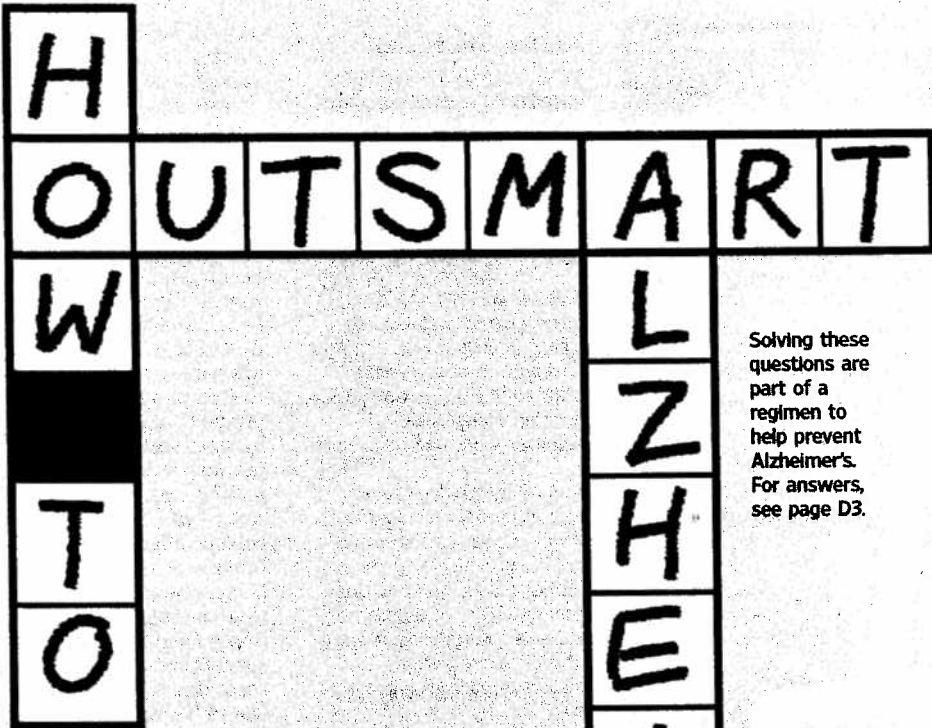 H
OUTSMART
W
L
Z
T
H
O
E
Solving these
questions are
part of a
regimen to
help prevent
Alzheimer's.
For answers,
see page D3.